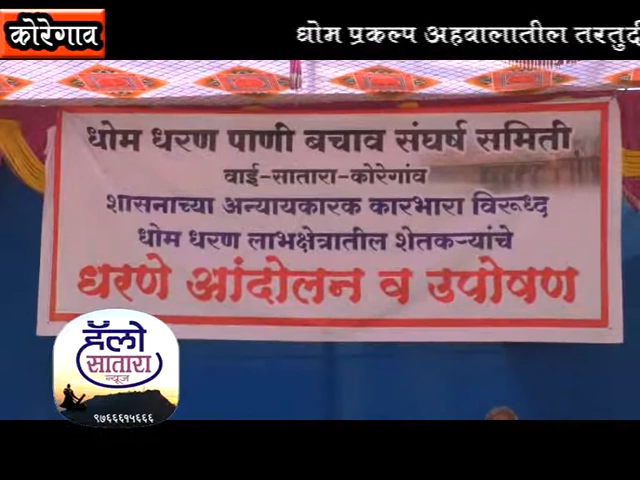 कोरेगाव
धोम प्रकल्प अहवालातील तरतुदी
धोम धरण पाणी बचाव संघर्ष समिती
वाई-सातारा-कोरेगांव
शासनाच्या अन्यायकारक कारभारा विरूध्द
धोम धरण लाभक्षेत्रातील शेतकऱ्यांचे
धरणे आंदोलन व उपोषण
हॅलो
सातारा
न्यूज
९७६६६१५६६६